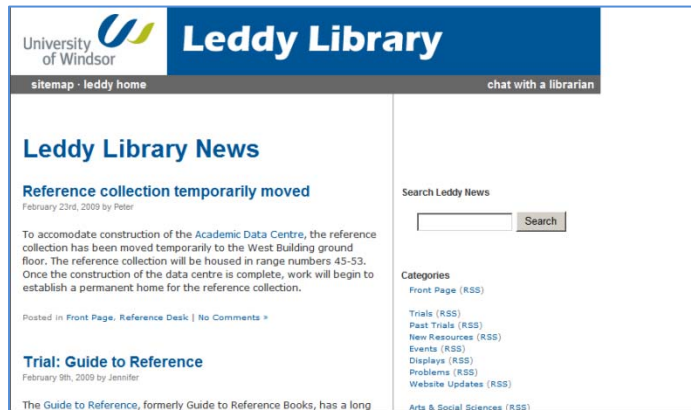 University
of Windsor
Leddy Library
sitemap · leddy home
chat with a librarian
Leddy Library News
Reference collection temporarily moved
February 23rd, 2009 by Peter
To accomodate construction of the Academic Data Centre, the reference
collection has been moved temporarily to the West Building ground
floor. The reference collection will be housed in range numbers 45-53.
Once the construction of the data centre is complete, work will begin to
establish a permanent home for the reference collection.
Posted in Front Page, Reference Desk | No Comments »
Trial: Guide to Reference
February 9th, 2009 by Jennifer
The Guide to Reference, formerly Guide to Reference Books, has a long
Search Leddy News
Search
Categories
Front Page (RSS)
Trials (RSS)
Past Trials (RSS)
New Resources (RSS)
Events (RSS)
Displays (RSS)
Problems (RSS)
Website Updates (RSS)
Arts & Social Sciences (RSS)